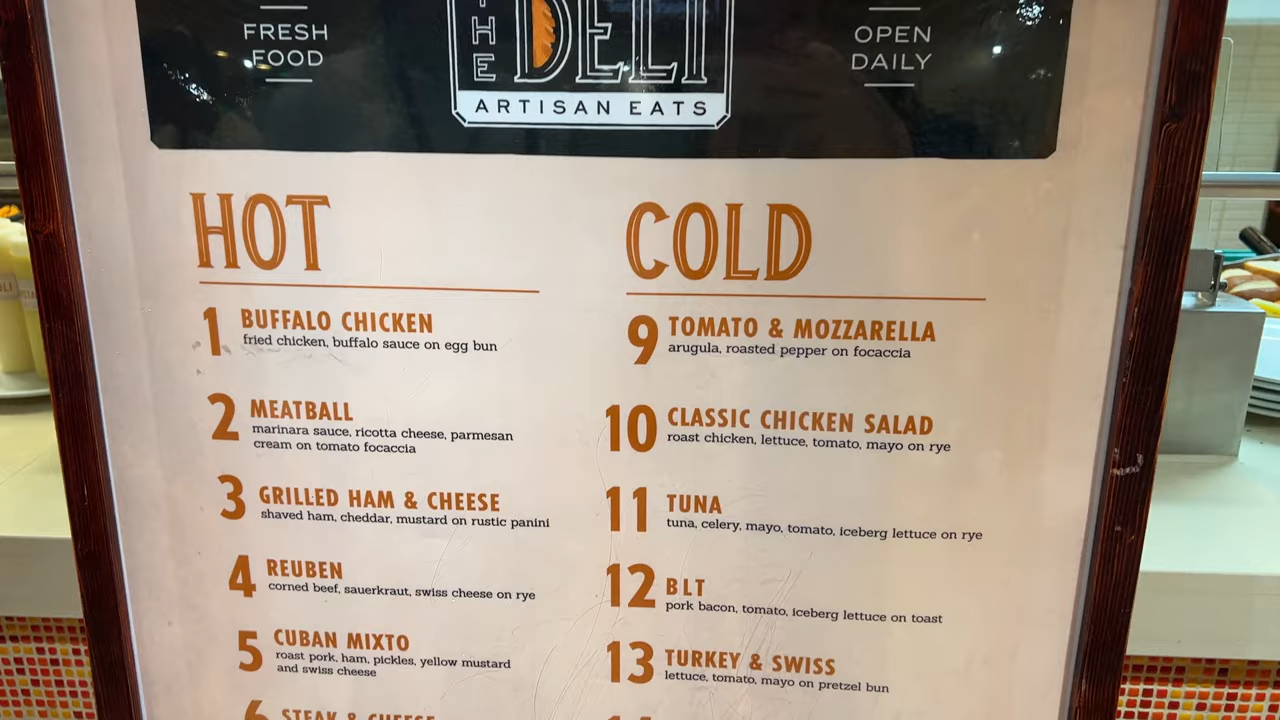 FRESH
FOOD
THE DELI
ARTISAN EATS
OPEN
DAILY
HOT
1 BUFFALO CHICKEN
fried chicken, buffalo sauce on egg bun
2 MEATBALL
marinara sauce, ricotta cheese, parmesan
cream on tomato focaccia
3 GRILLED HAM & CHEESE
shaved ham, cheddar, mustard on rustic panini
4 REUBEN
corned beef, sauerkraut, swiss cheese on rye
5 CUBAN MIXTO
roast pork, ham, pickles, yellow mustard
and swiss cheese
6 STEAK & CHEESE
COLD
9 TOMATO & MOZZARELLA
arugula, roasted pepper on focaccia
10 CLASSIC CHICKEN SALAD
roast chicken, lettuce, tomato, mayo on rye
11 TUNA
tuna, celery, mayo, tomato, iceberg lettuce on rye
12 BLT
pork bacon, tomato, iceberg lettuce on toast
13 TURKEY & SWISS
lettuce, tomato, mayo on pretzel bun